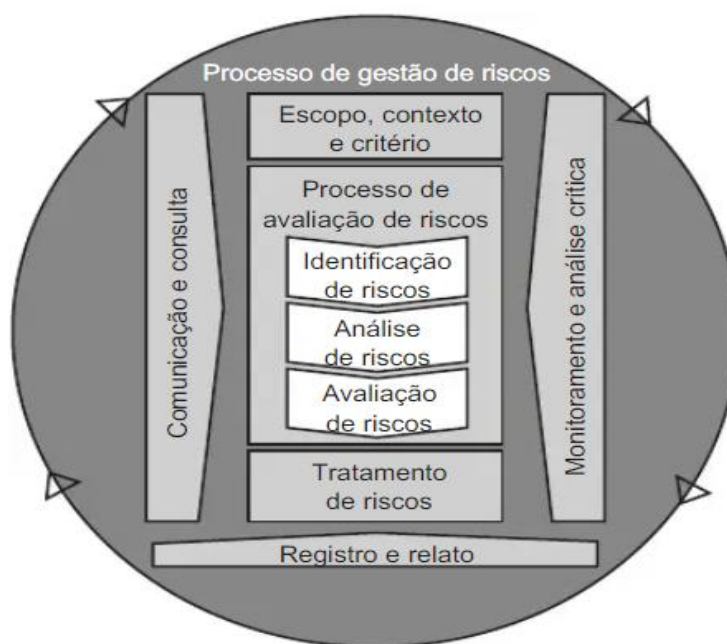 Processo de gestão de riscos
Comunicação e consulta
Escopo, contexto
e critério
Processo de
avaliação de riscos
Identificação
de riscos
Análise
de riscos
Avaliação
de riscos
Tratamento
de riscos
Monitoramento e análise crítica
Registro e relato